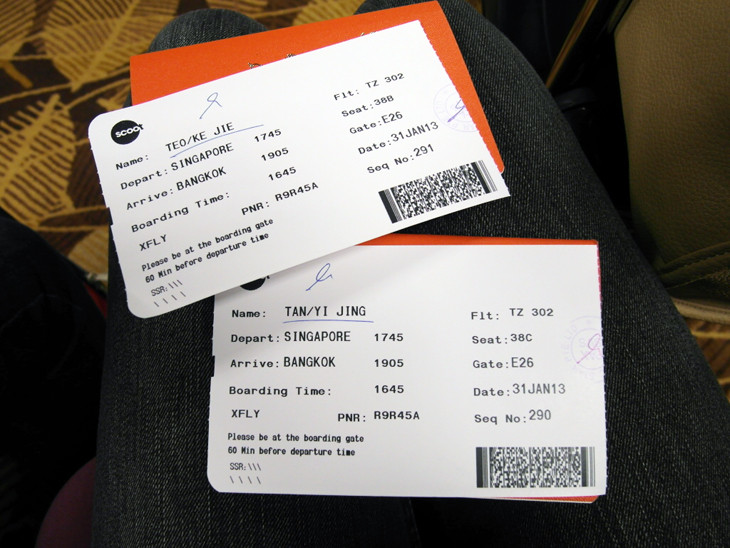 scoot
Name: TEO/KE JIE
Depart: SINGAPORE 1745
Arrive: BANGKOK 1905
Boarding Time: 1645
XFLY PNR: R9R45A
Please be at the boarding gate
60 Min before departure time
SSR:\\\
\ \ \ \
Flt: TZ 302
Seat: 38B
Gate: E26
Date: 31JAN13
Seq No: 291
Name: TAN/YI JING
Depart: SINGAPORE 1745
Arrive: BANGKOK 1905
Boarding Time: 1645
XFLY PNR: R9R45A
Please be at the boarding gate
60 Min before departure time
SSR:\\\
\ \ \ \
Flt: TZ 302
Seat: 38C
Gate: E26
Date: 31JAN13
Seq No: 290